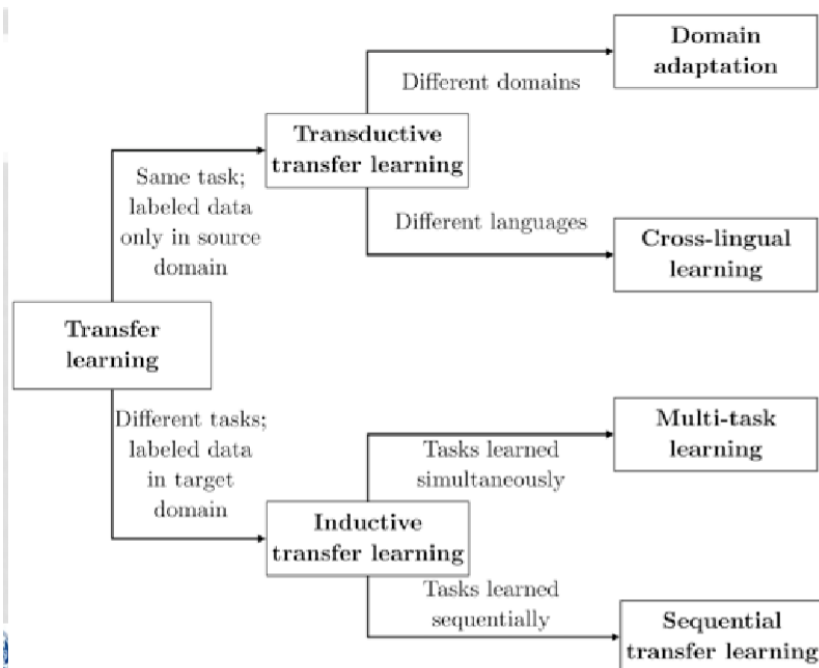 Domain
adaptation
Different domains
Transductive
transfer learning
Same task;
labeled data
only in source
domain
Different languages
Cross-lingual
learning
Transfer
learning
Different tasks;
labeled data
in target
domain
Multi-task
learning
Tasks learned
simultaneously
Inductive
transfer learning
Tasks learned
sequentially
Sequential
transfer learning